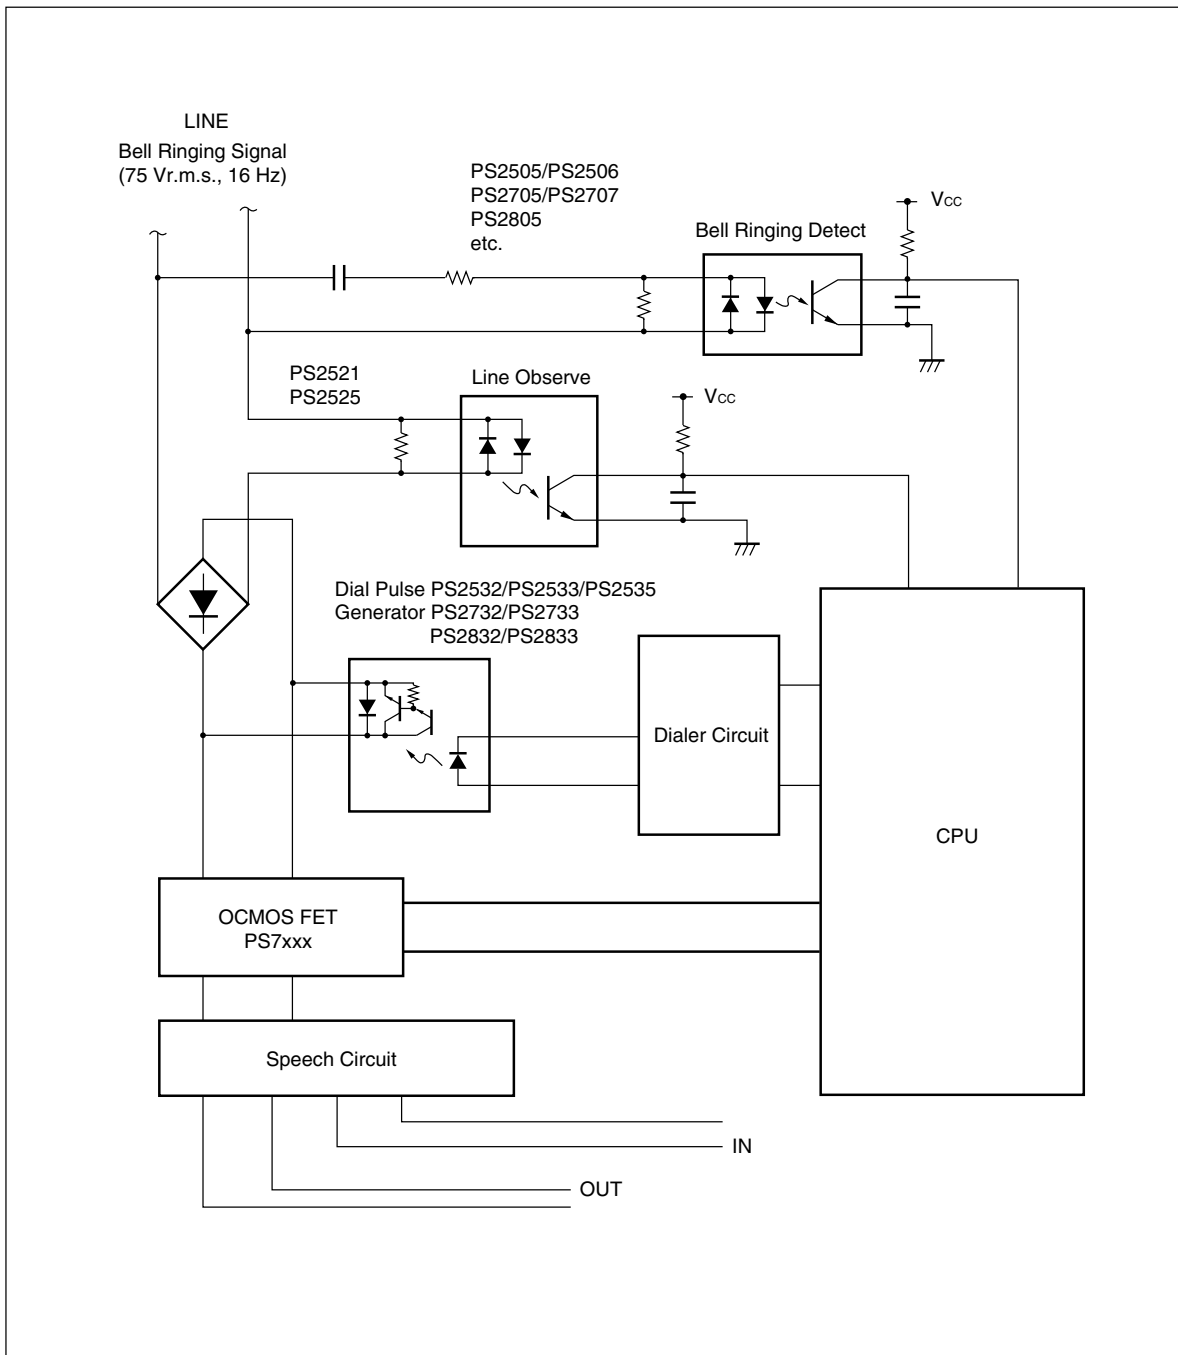 LINE
Bell Ringing Signal
(75 Vr.m.s., 16 Hz)
PS2505/PS2506
PS2705/PS2707
PS2805
etc.
Bell Ringing Detect
VCC
PS2521
PS2525
Line Observe
VCC
Dial Pulse PS2532/PS2533/PS2535
Generator PS2732/PS2733
PS2832/PS2833
Dialer Circuit
CPU
OCMOS FET
PS7xxx
Speech Circuit
IN
OUT